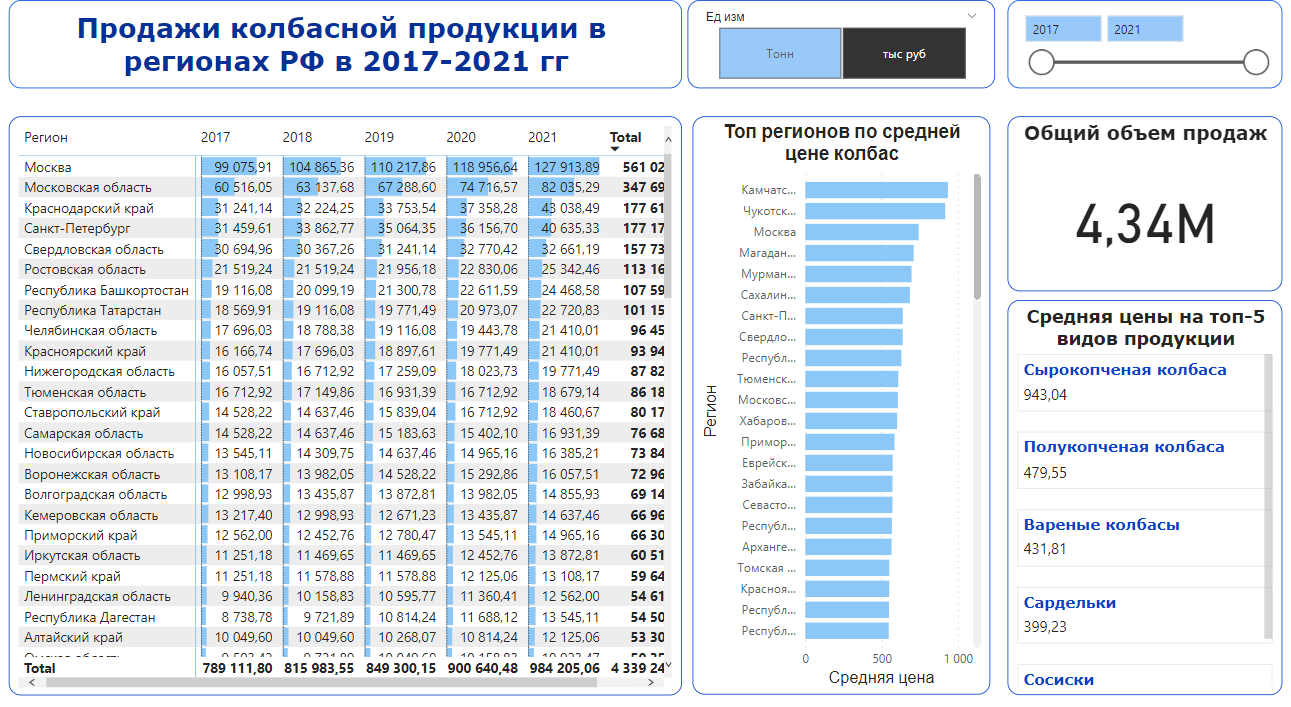 Продажи колбасной продукции в
регионах РФ в 2017-2021 гг
Ед изм
Тонн
тыс руб
2017
2021
Регион 2017 2018 2019 2020 2021 Total
Москва 99 075,91 104 865,36 110 217,86 118 956,64 127 913,89 561 02
Московская область 60 516,05 63 137,68 67 288,60 74 716,57 82 035,29 347 69
Краснодарский край 31 241,14 32 224,25 33 753,54 37 358,28 43 038,49 177 61
Санкт-Петербург 31 459,61 33 862,77 35 064,35 36 156,70 40 635,33 177 17
Свердловская область 30 694,96 30 367,26 31 241,14 32 770,42 32 661,19 157 73
Ростовская область 21 519,24 21 519,24 21 956,18 22 830,06 25 342,46 113 16
Республика Башкортостан 19 116,08 20 099,19 21 300,78 22 611,59 24 468,58 107 59
Республика Татарстан 18 569,91 19 116,08 19 771,49 20 973,07 22 720,83 101 15
Челябинская область 17 696,03 18 788,38 19 116,08 19 443,78 21 410,01 96 45
Красноярский край 16 166,74 17 696,03 18 897,61 19 771,49 21 410,01 93 94
Нижегородская область 16 057,51 16 712,92 17 259,09 18 023,73 19 771,49 87 82
Тюменская область 16 712,92 17 149,86 16 931,39 16 712,92 18 679,14 86 18
Ставропольский край 14 528,22 14 637,46 15 839,04 16 712,92 18 460,67 80 17
Самарская область 14 528,22 14 637,46 15 183,63 15 402,10 16 931,39 76 68
Новосибирская область 13 545,11 14 309,75 14 637,46 14 965,16 16 385,21 73 84
Воронежская область 13 108,17 13 982,05 14 528,22 15 292,86 16 057,51 72 96
Волгоградская область 12 998,93 13 435,87 13 872,81 13 982,05 14 855,93 69 14
Кемеровская область 13 217,40 12 998,93 12 671,23 13 435,87 14 637,46 66 96
Приморский край 12 562,00 12 452,76 12 780,47 13 545,11 14 965,16 66 30
Иркутская область 11 251,18 11 469,65 11 469,65 12 452,76 13 872,81 60 51
Пермский край 11 251,18 11 578,88 11 578,88 12 125,06 13 108,17 59 64
Ленинградская область 9 940,36 10 158,83 10 595,77 11 360,41 12 562,00 54 61
Республика Дагестан 8 738,78 9 721,89 10 814,24 11 688,12 13 545,11 54 50
Алтайский край 10 049,60 10 049,60 10 268,07 10 814,24 12 125,06 53 30
Total 789 111,80 815 983,55 849 300,15 900 640,48 984 205,06 4 339 24
Топ регионов по средней
цене колбас
Регион
Камчатс...
Чукотск...
Москва
Магадан...
Мурман...
Сахалин...
Санкт-П...
Свердло...
Республ...
Тюменск...
Московс...
Хабаров...
Примор...
Еврейск...
Забайка...
Севасто...
Республ...
Арханге...
Томская ...
Красноя...
Республ...
Республ...
0 500 1 000
Средняя цена
Общий объем продаж
4,34М
Средняя цены на топ-5
видов продукции
Сырокопченая колбаса
943,04
Полукопченая колбаса
479,55
Вареные колбасы
431,81
Сардельки
399,23
Сосиски